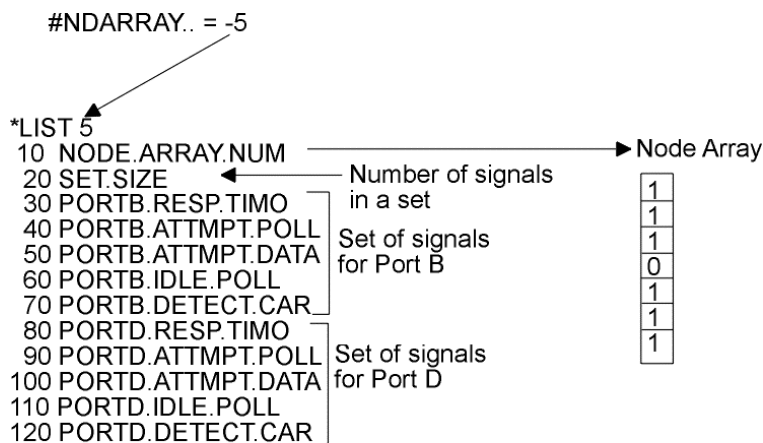 #NDARRAY.. = -5
*LIST 5
10 NODE.ARRAY.NUM
Node Array
20 SET.SIZE
Number of signals
in a set
30 PORTB.RESP.TIMO
40 PORTB.ATTMPT.POLL
50 PORTB.ATTMPT.DATA
60 PORTB.IDLE.POLL
70 PORTB.DETECT.CAR
Set of signals
for Port B
80 PORTD.RESP.TIMO
90 PORTD.ATTMPT.POLL
100 PORTD.ATTMPT.DATA
110 PORTD.IDLE.POLL
120 PORTD.DETECT.CAR
Set of signals
for Port D
1
1
1
0
1
1
1